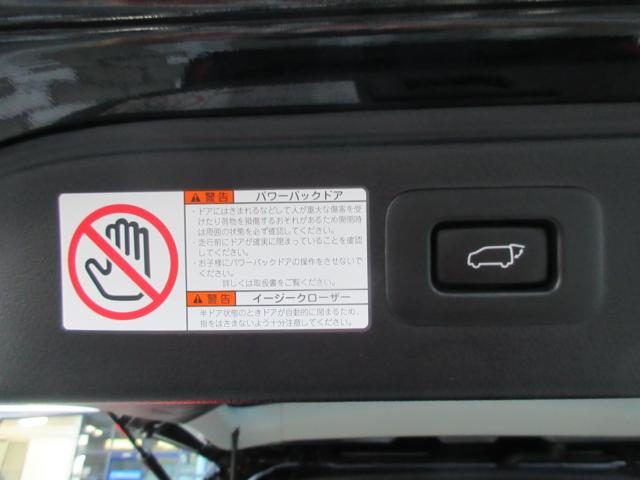 警告 パワーバックドア
・ドアにはさまれるなどして人が重大な傷害を受
けたり荷物を損傷するおそれがあるため開閉時
は周囲の状態を必ず確認してください。
・走行前にドアが確実に閉まっていることを確認
してください。
・お子様にパワーバックドアの操作をさせないで
ください。
詳しくは取扱書をご覧ください。
警告 イージークローザー
半ドア状態のときドアが自動的に閉まるため、
指をはさまないよう十分注意してください。